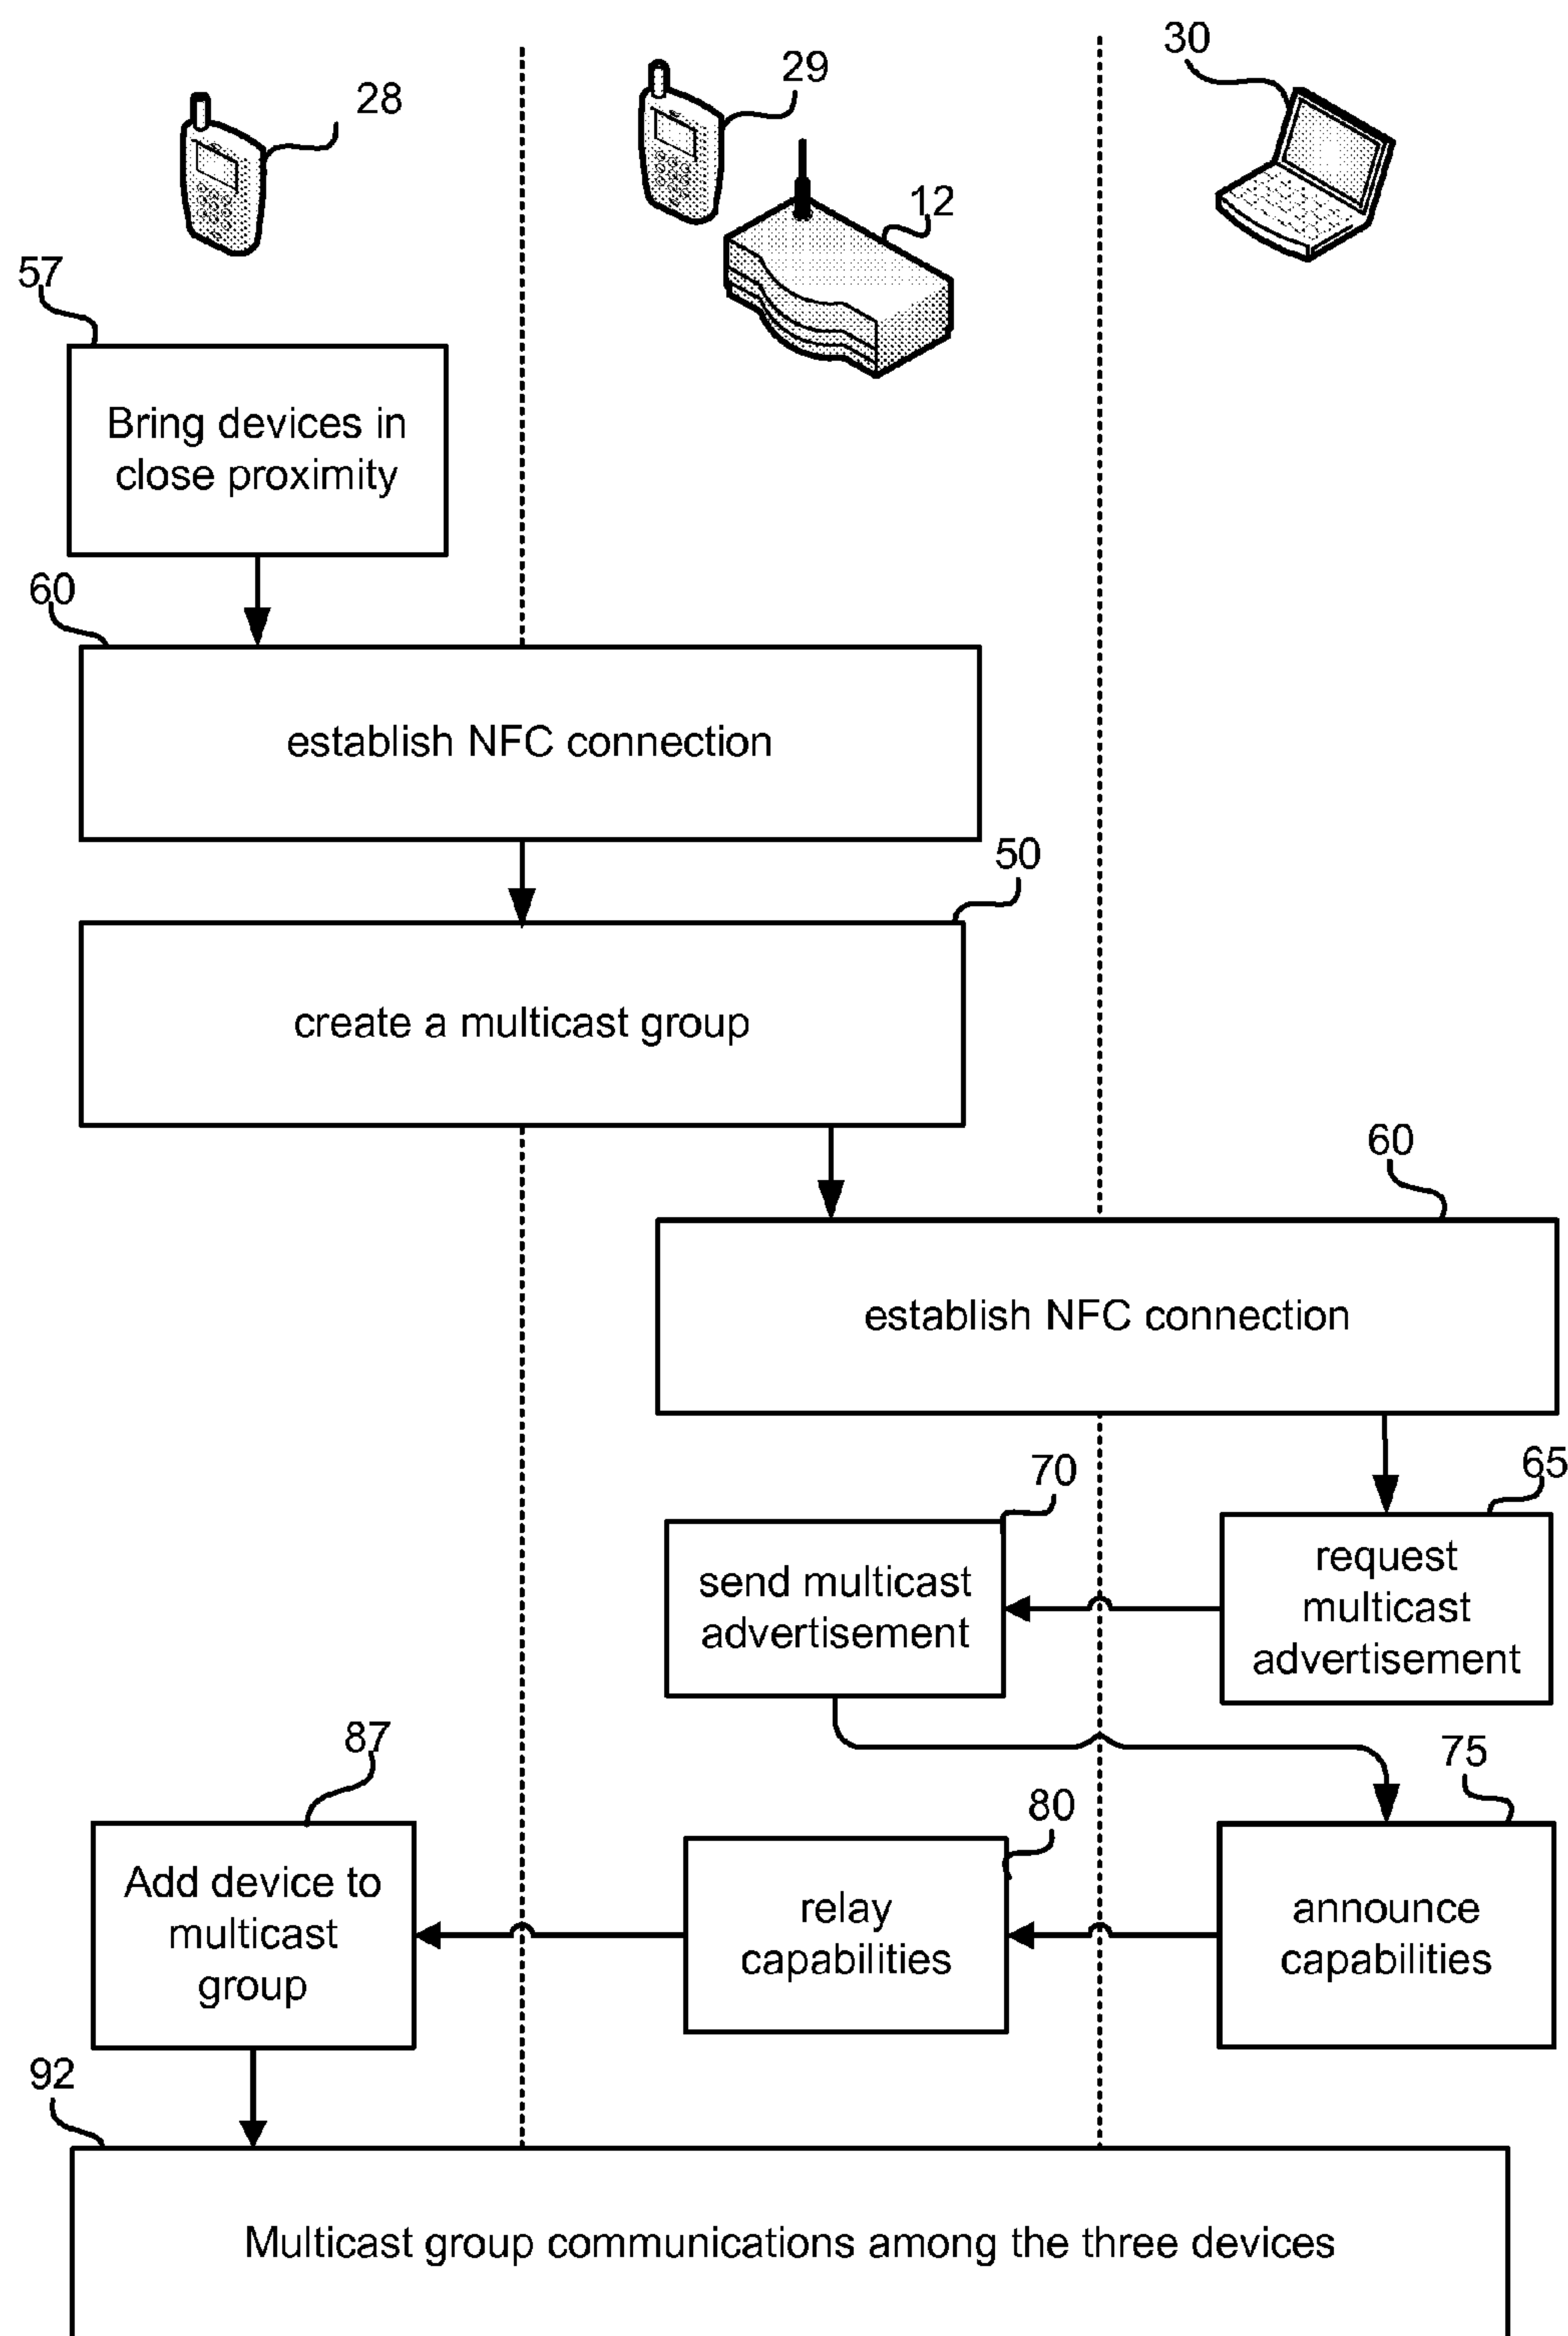 28
29
30
12
57
Bring devices in
close proximity
60
establish NFC connection
50
create a multicast group
60
establish NFC connection
65
request
multicast
advertisement
70
send multicast
advertisement
75
announce
capabilities
80
relay
capabilities
87
Add device to
multicast
group
92
Multicast group communications among the three devices